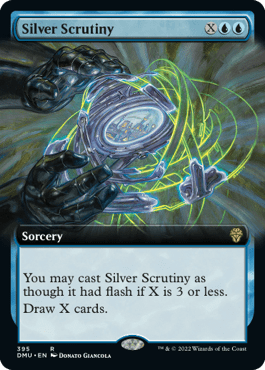 Silver Scrutiny XUU
Sorcery
You may cast Silver Scrutiny as
though it had flash if X is 3 or less.
Draw X cards.
395 R
DMU • EN DONATO GIANCOLA ™ & © 2022 Wizards of the Coast